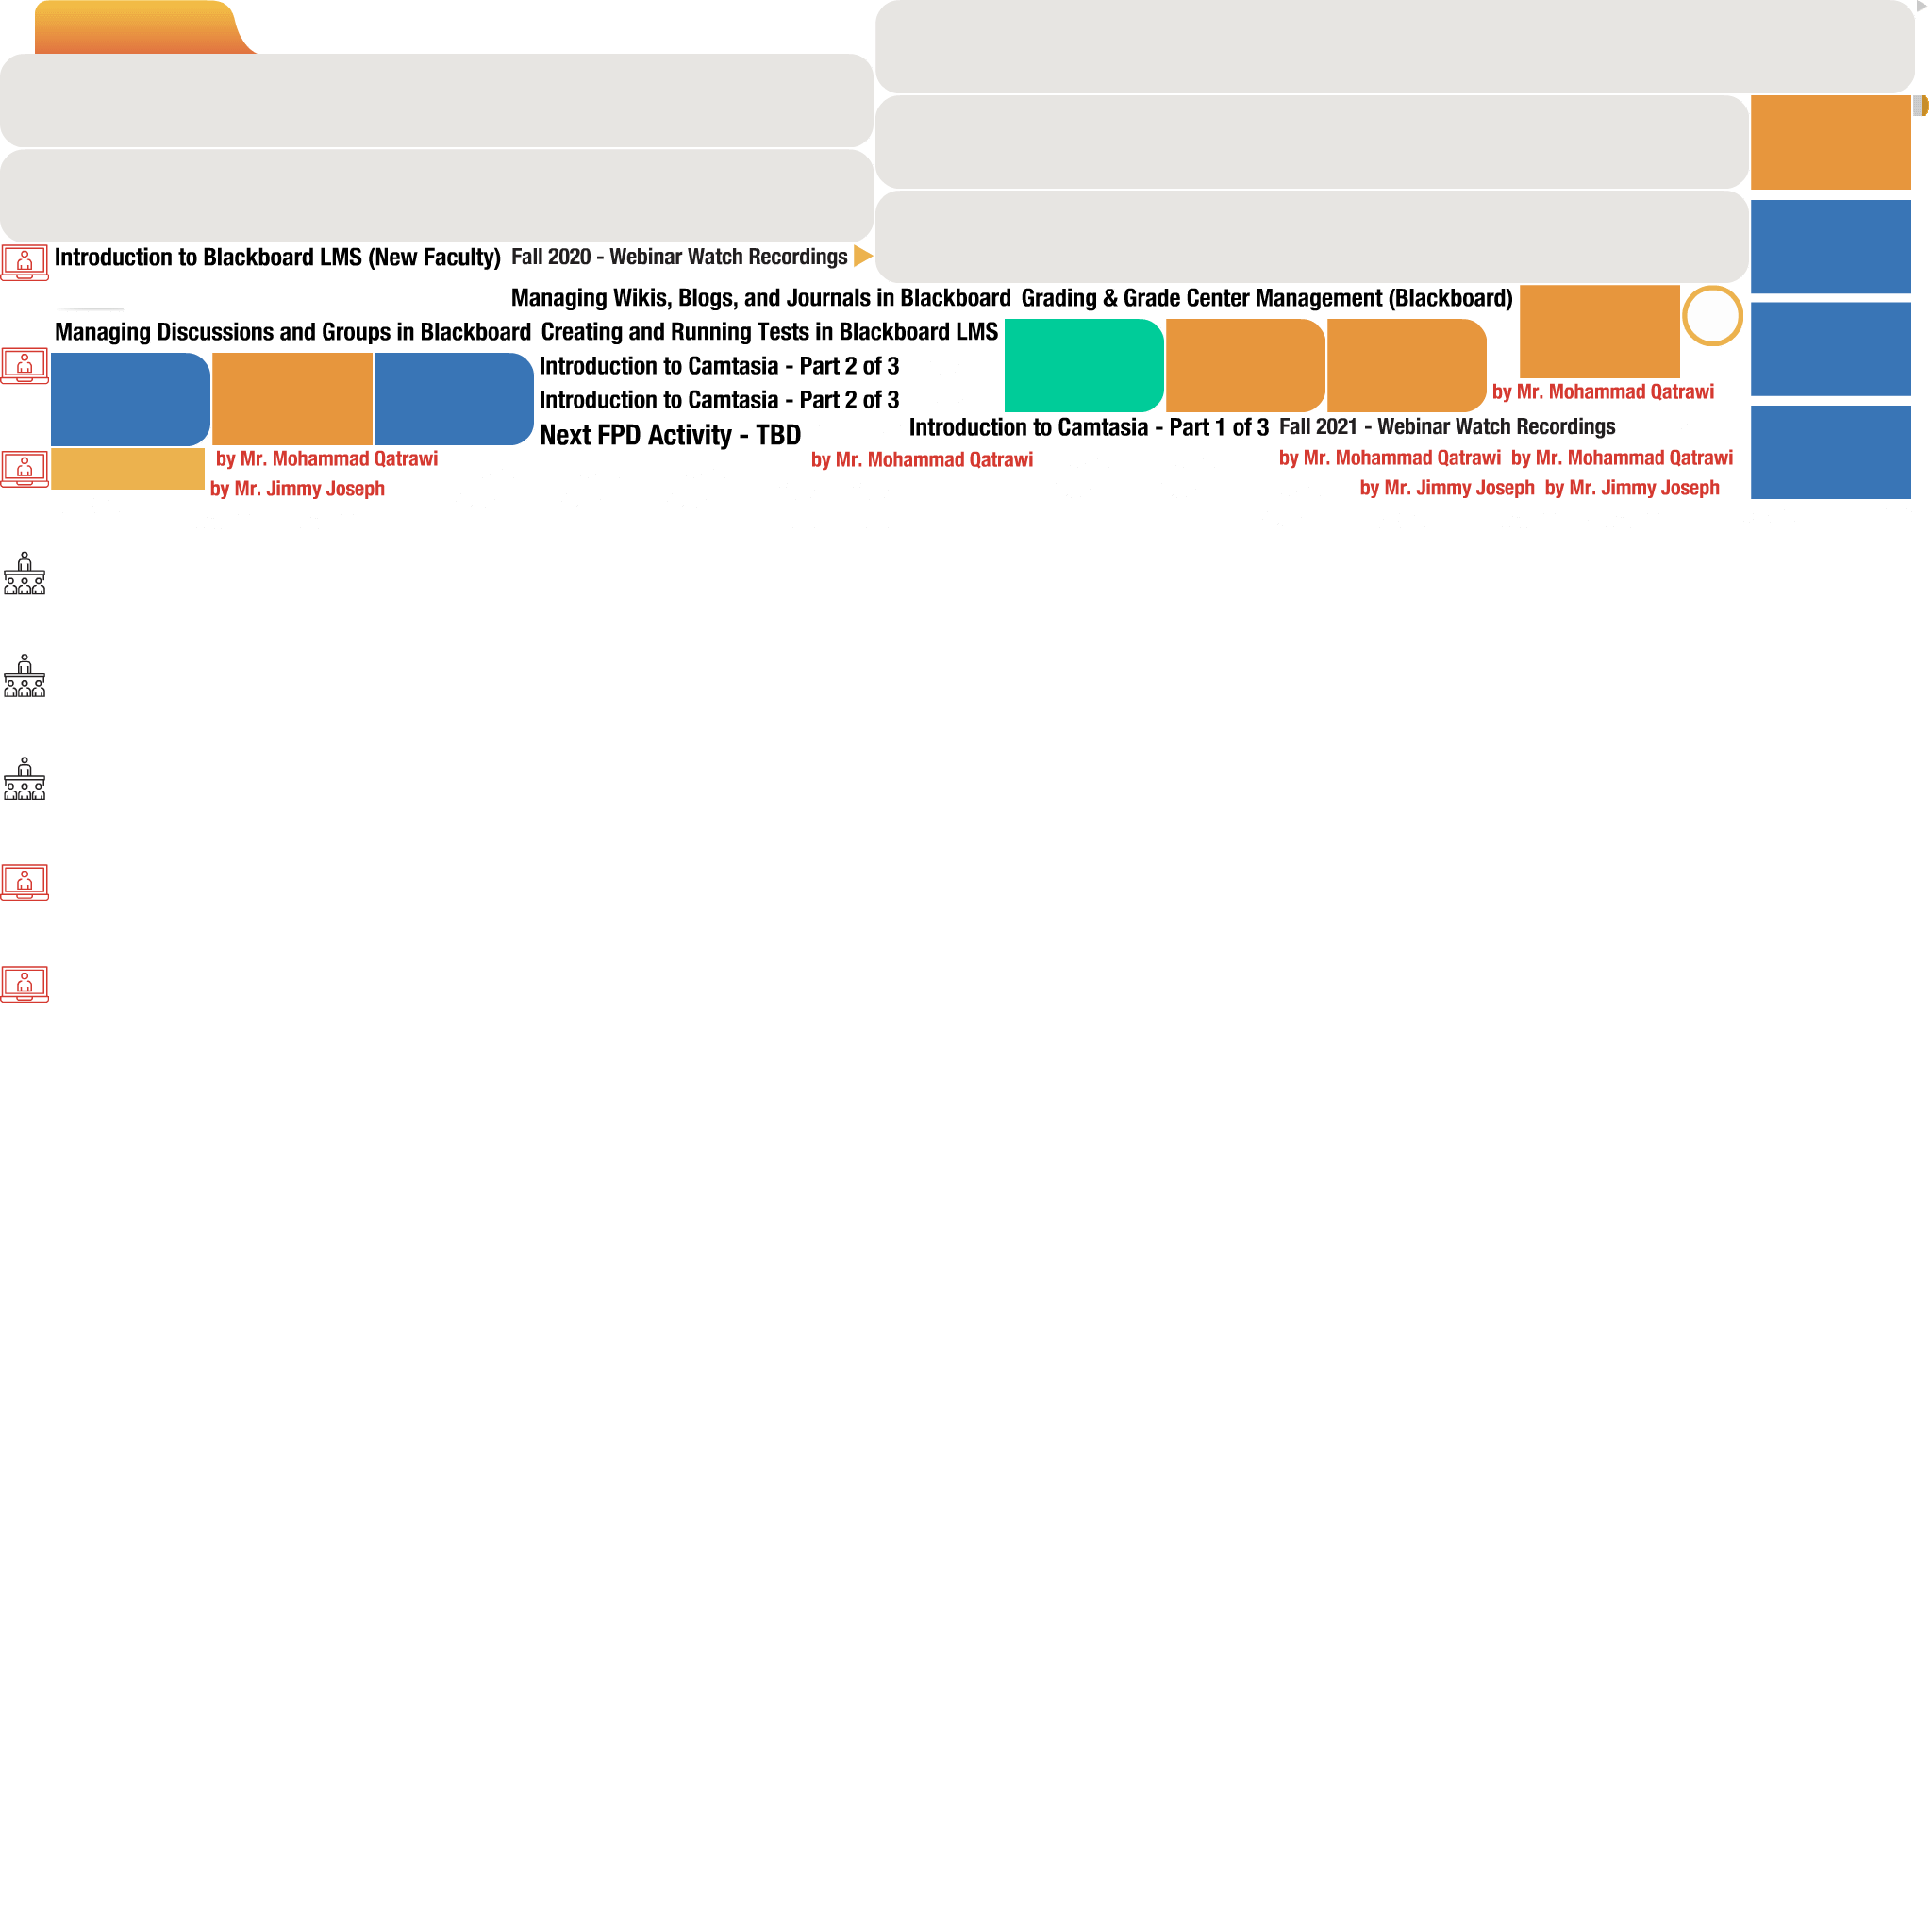 Introduction to Blackboard LMS (New Faculty)
Fall 2020 - Webinar Watch Recordings
Managing Wikis, Blogs, and Journals in Blackboard
Grading & Grade Center Management (Blackboard)
Managing Discussions and Groups in Blackboard
Creating and Running Tests in Blackboard LMS
Introduction to Camtasia - Part 2 of 3
by Mr. Mohammad Qatrawi
Introduction to Camtasia - Part 2 of 3
Next FPD Activity - TBD
Introduction to Camtasia - Part 1 of 3
Fall 2021 - Webinar Watch Recordings
by Mr. Mohammad Qatrawi
by Mr. Mohammad Qatrawi
by Mr. Mohammad Qatrawi
by Mr. Mohammad Qatrawi
by Mr. Jimmy Joseph
by Mr. Jimmy Joseph
by Mr. Jimmy Joseph